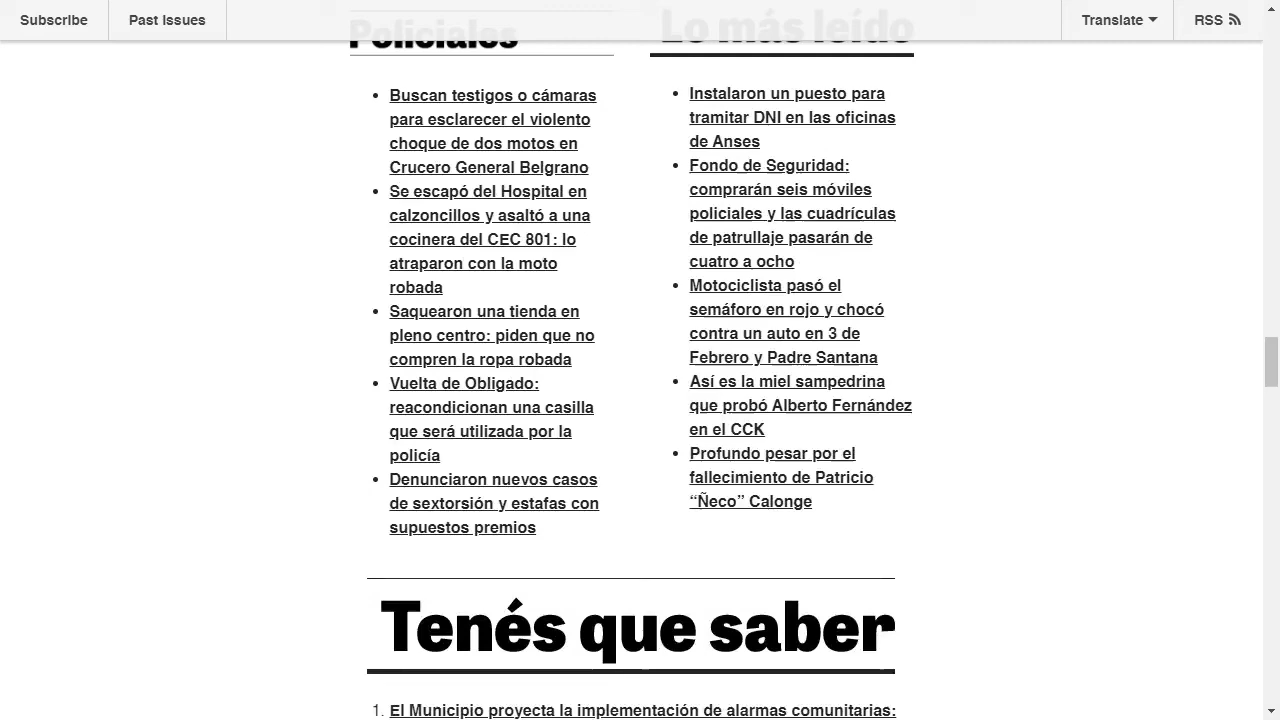 Subscribe
Past Issues
Translate
RSS
Policiales
Lo más leído
Buscan testigos o cámaras
para esclarecer el violento
choque de dos motos en
Crucero General Belgrano
Se escapó del Hospital en
calzoncillos y asaltó a una
cocinera del CEC 801: lo
atraparon con la moto
robada
Saquearon una tienda en
pleno centro: piden que no
compren la ropa robada
Vuelta de Obligado:
reacondicionan una casilla
que será utilizada por la
policía
Denunciaron nuevos casos
de sextorsión y estafas con
supuestos premios
Instalaron un puesto para
tramitar DNI en las oficinas
de Anses
Fondo de Seguridad:
comprarán seis móviles
policiales y las cuadrículas
de patrullaje pasarán de
cuatro a ocho
Motociclista pasó el
semáforo en rojo y chocó
contra un auto en 3 de
Febrero y Padre Santana
Así es la miel sampedrina
que probó Alberto Fernández
en el CCK
Profundo pesar por el
fallecimiento de Patricio
“Ñeco” Calonge
Tenés que saber
1. El Municipio proyecta la implementación de alarmas comunitarias: